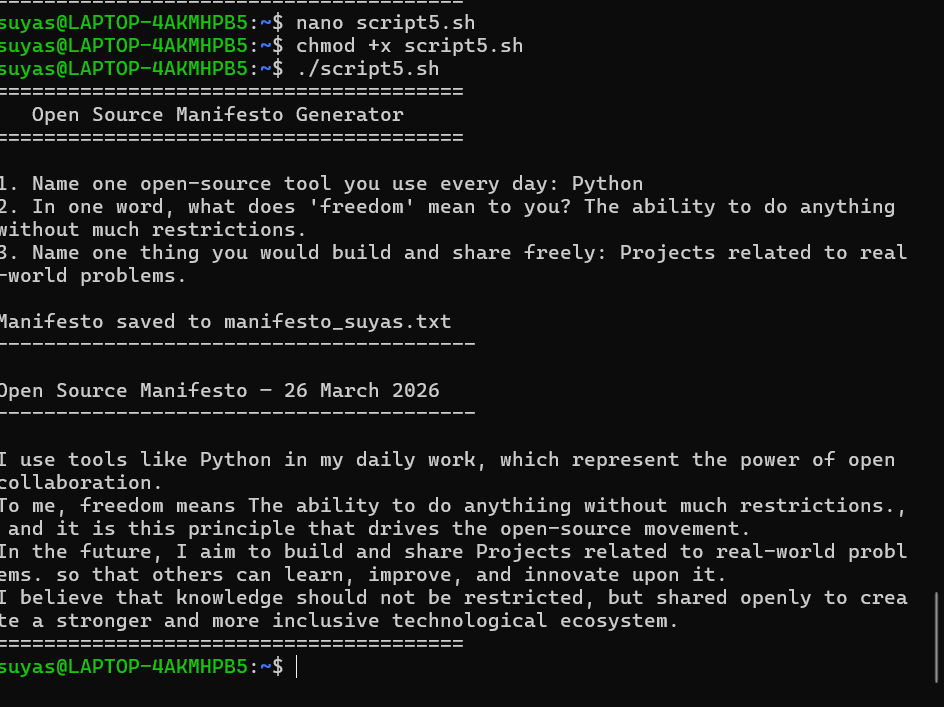 ========================================
suyas@LAPTOP-4AKMHPB5:~$ nano script5.sh
suyas@LAPTOP-4AKMHPB5:~$ chmod +x script5.sh
suyas@LAPTOP-4AKMHPB5:~$ ./script5.sh
=======================================
Open Source Manifesto Generator
=======================================
1. Name one open-source tool you use every day: Python
2. In one word, what does 'freedom' mean to you? The ability to do anything
without much restrictions.
3. Name one thing you would build and share freely: Projects related to real
-world problems.
Manifesto saved to manifesto_suyas.txt
----------------------------------------
Open Source Manifesto — 26 March 2026
----------------------------------------
I use tools like Python in my daily work, which represent the power of open
collaboration.
To me, freedom means The ability to do anythiing without much restrictions.,
and it is this principle that drives the open-source movement.
In the future, I aim to build and share Projects related to real-world probl
ems. so that others can learn, improve, and innovate upon it.
I believe that knowledge should not be restricted, but shared openly to crea
te a stronger and more inclusive technological ecosystem.
=======================================
suyas@LAPTOP-4AKMHPB5:~$